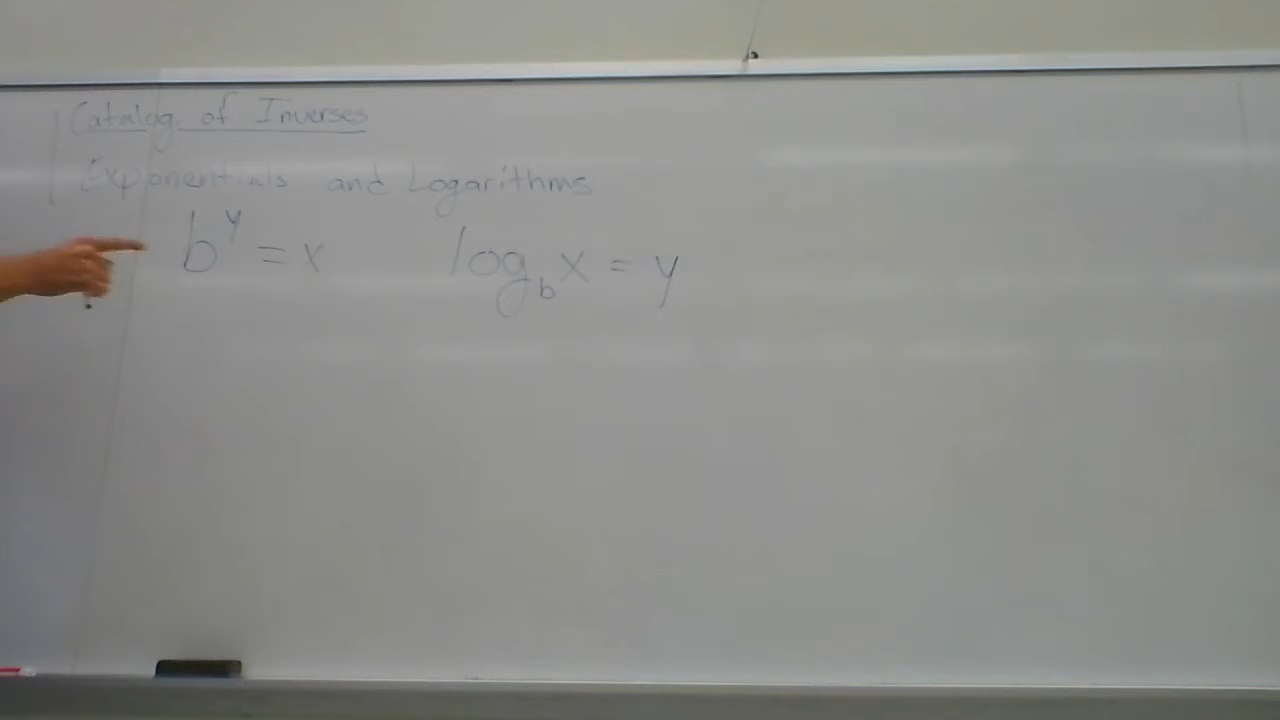 Catalog of Inverses
Exponentials and Logarithms
b^y = x log_b x = y